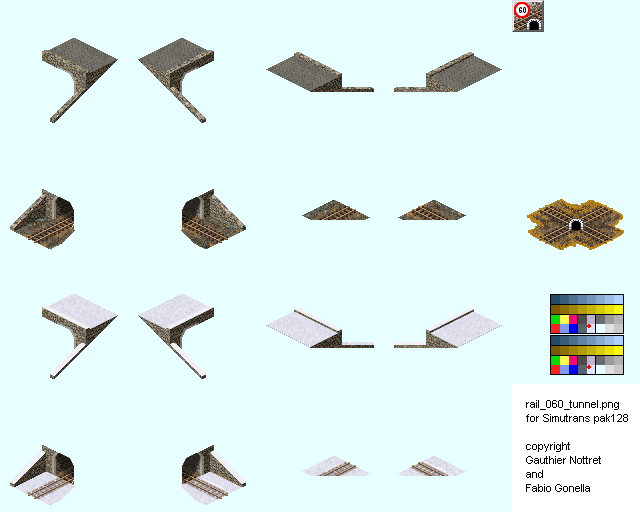 60
rail_060_tunnel.png
for Simutrans pak128
copyright
Gauthier Nottret
and
Fabio Gonella